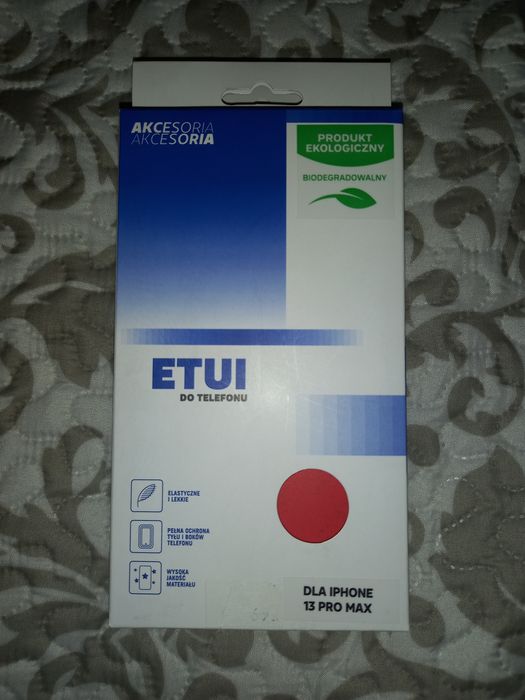 AKCESORIA
AKCESORIA
PRODUKT
EKOLOGICZNY
BIODEGRADOWALNY
ETUI
DO TELEFONU
ELASTYCZNE
I LEKKIE
PEŁNA OCHRONA
TYŁU I BOKÓW
TELEFONU
WYSOKA
JAKOŚĆ
MATERIAŁU
DLA IPHONE
13 PRO MAX